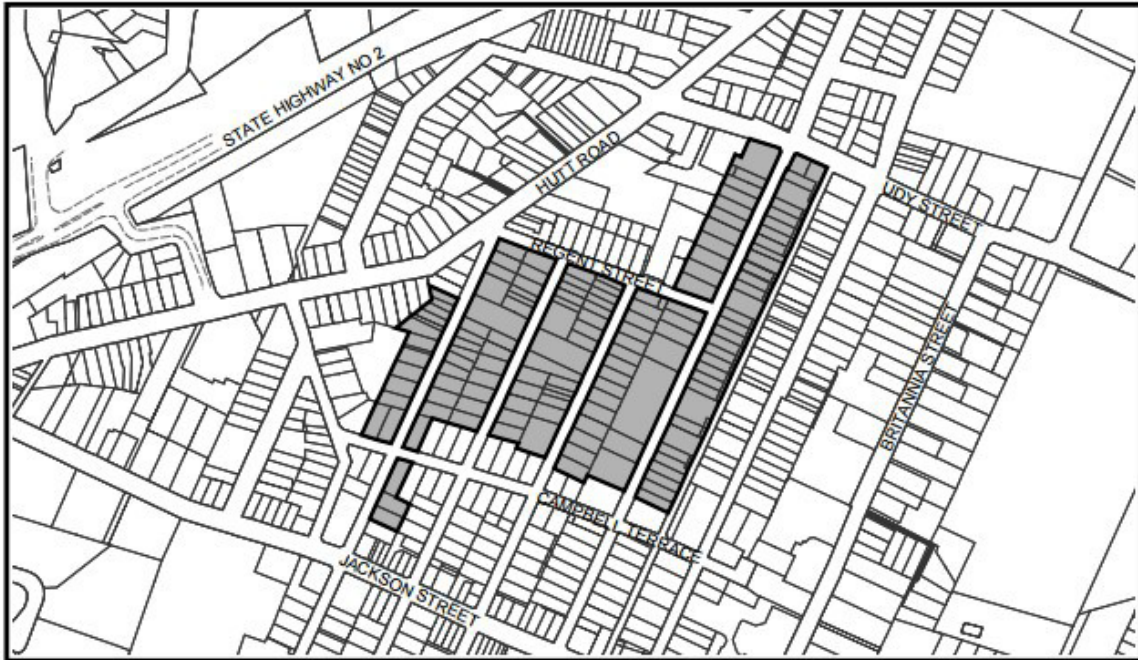 STATE HIGHWAY NO 2
HUTT ROAD
UDY STREET
REGENT STREET
BRITANNIA STREET
CAMPBELL TERRACE
JACKSON STREET